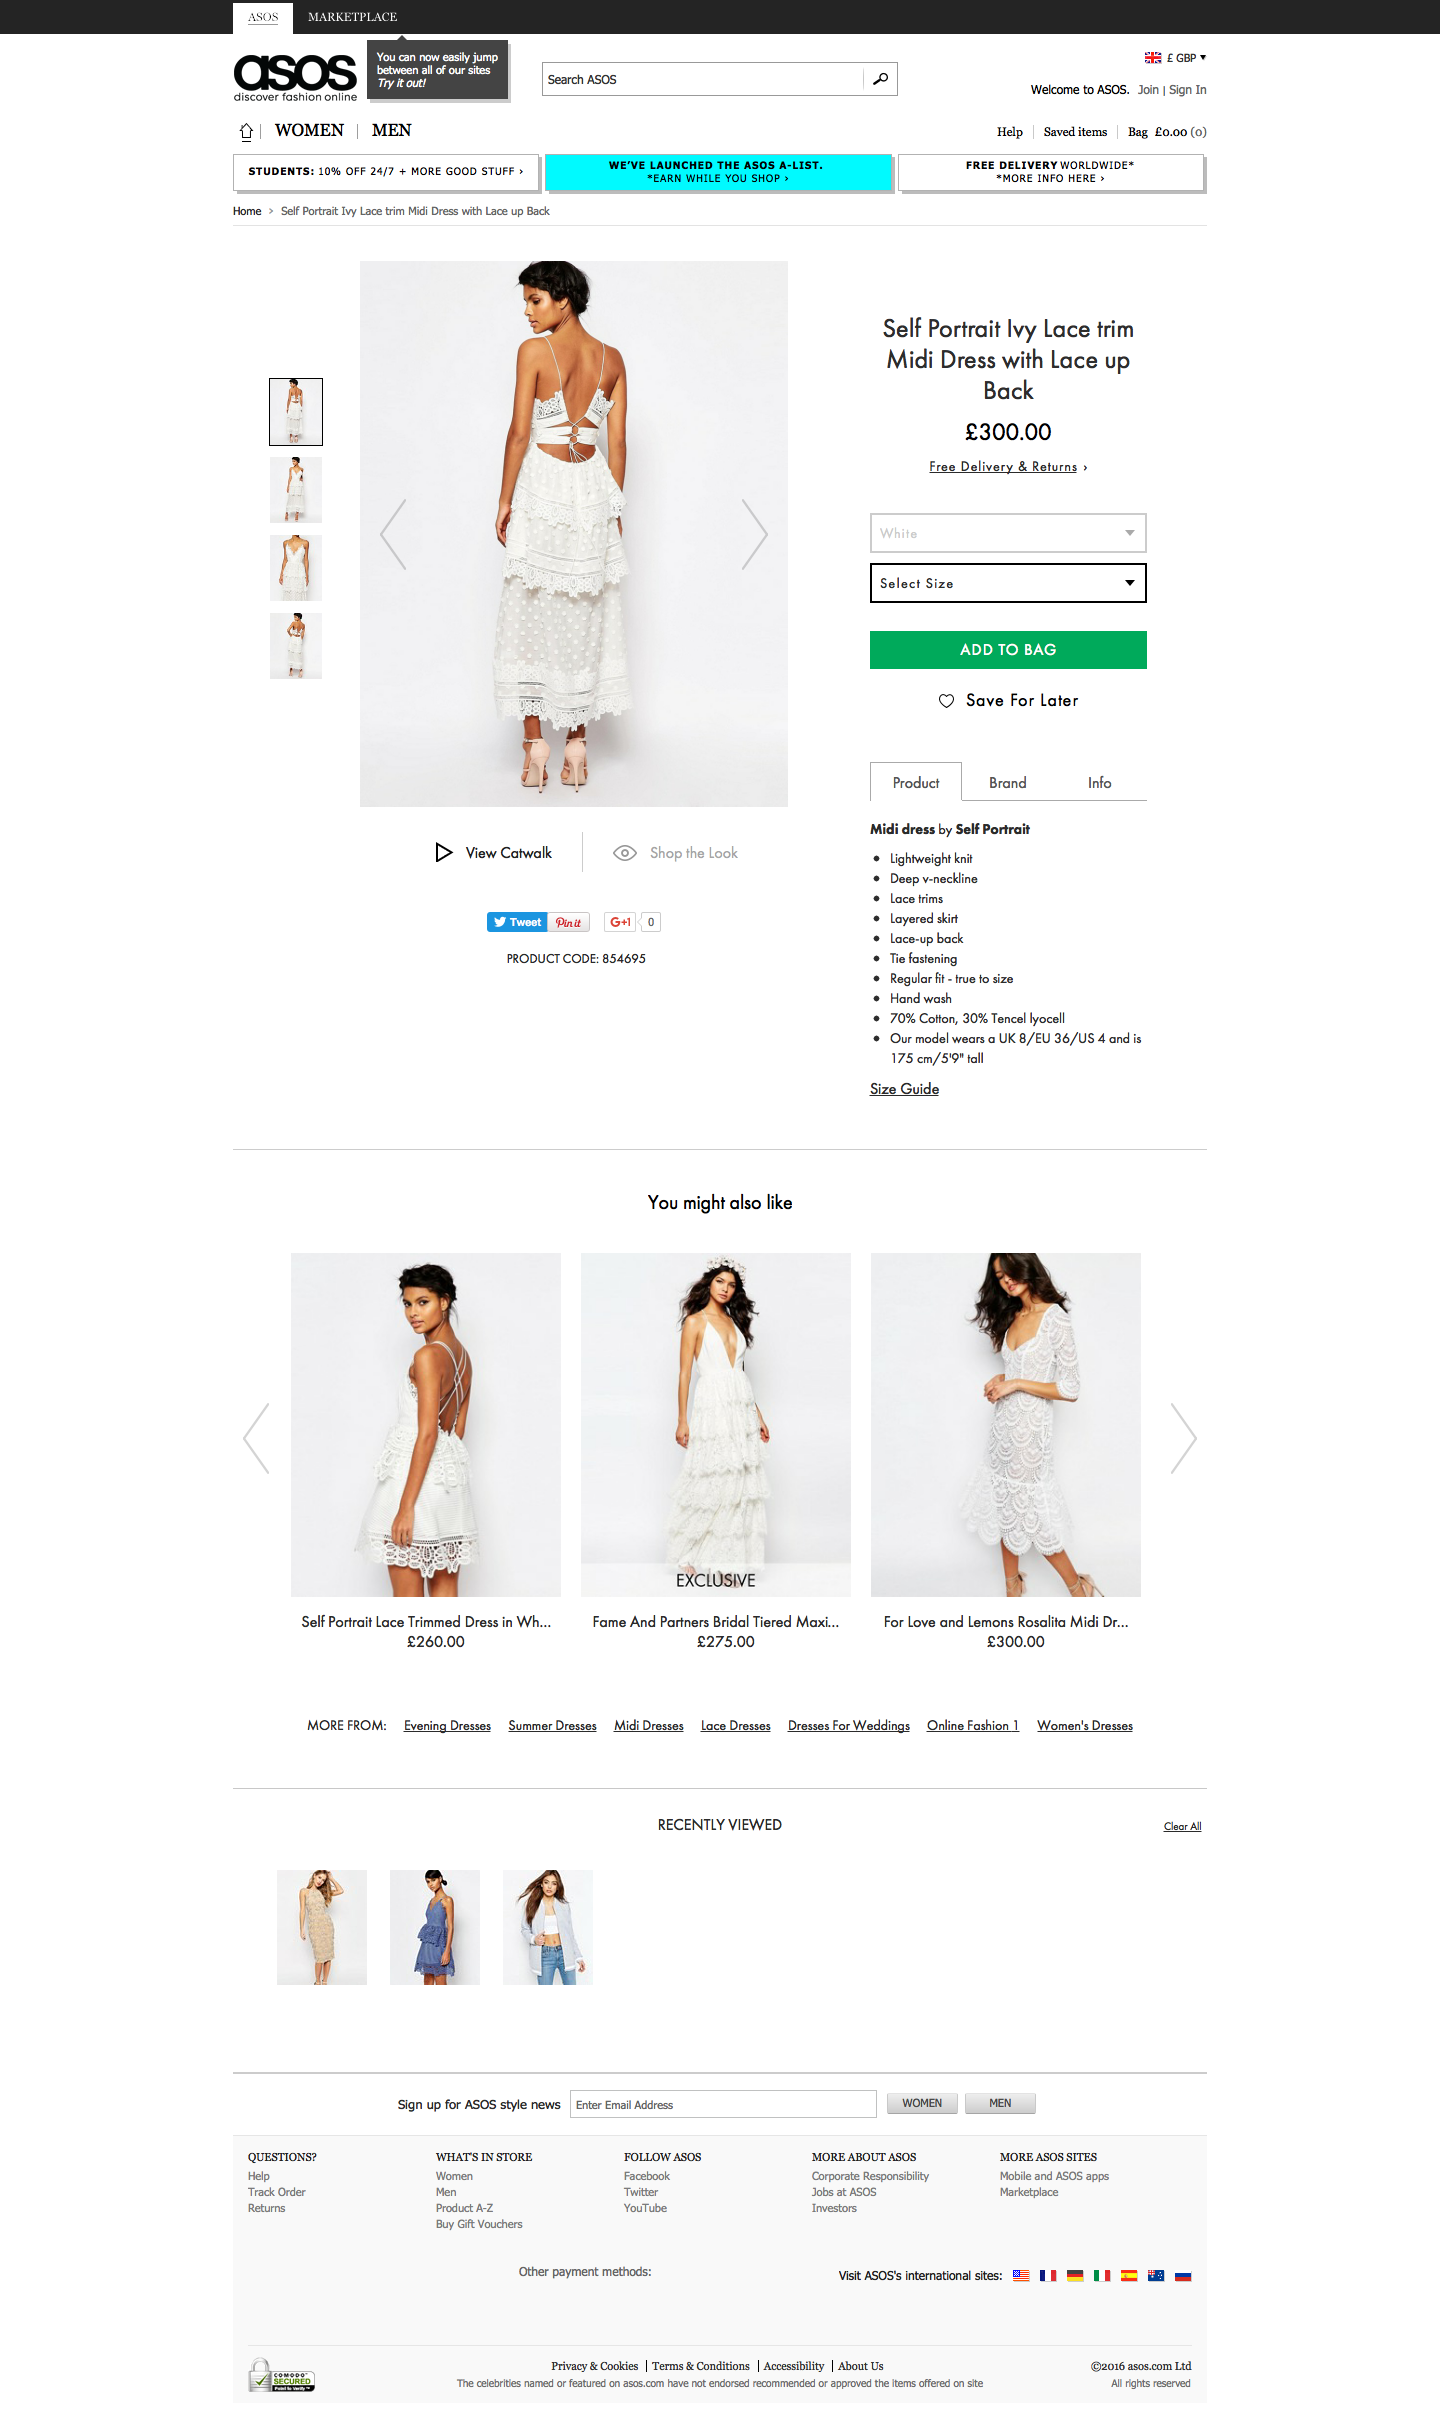 ASOS
MARKETPLACE
You can now easily jump
between all of our sites
Try it out!
asos
discover fashion online
Search ASOS
£ GBP
Welcome to ASOS. Join | Sign In
WOMEN
MEN
Help
Saved items
Bag £0.00 (0)
STUDENTS: 10% OFF 24/7 + MORE GOOD STUFF ›
WE'VE LAUNCHED THE ASOS A-LIST.
*EARN WHILE YOU SHOP ›
FREE DELIVERY WORLDWIDE*
*MORE INFO HERE ›
Home › Self Portrait Ivy Lace trim Midi Dress with Lace up Back
Self Portrait Ivy Lace trim
Midi Dress with Lace up
Back
£300.00
Free Delivery & Returns ›
White
Select Size
ADD TO BAG
Save For Later
Product
Brand
Info
Midi dress by Self Portrait
Lightweight knit
Deep v-neckline
Lace trims
Layered skirt
Lace-up back
Tie fastening
Regular fit - true to size
Hand wash
70% Cotton, 30% Tencel lyocell
Our model wears a UK 8/EU 36/US 4 and is
175 cm/5'9" tall
Size Guide
View Catwalk
Shop the Look
Tweet
Pin it
G+1
0
PRODUCT CODE: 854695
You might also like
EXCLUSIVE
Self Portrait Lace Trimmed Dress in Wh...
£260.00
Fame And Partners Bridal Tiered Maxi...
£275.00
For Love and Lemons Rosalita Midi Dr...
£300.00
MORE FROM: Evening Dresses Summer Dresses Midi Dresses Lace Dresses Dresses For Weddings Online Fashion 1 Women's Dresses
RECENTLY VIEWED
Clear All
Sign up for ASOS style news
Enter Email Address
WOMEN
MEN
QUESTIONS?
Help
Track Order
Returns
WHAT'S IN STORE
Women
Men
Product A-Z
Buy Gift Vouchers
FOLLOW ASOS
Facebook
Twitter
YouTube
MORE ABOUT ASOS
Corporate Responsibility
Jobs at ASOS
Investors
MORE ASOS SITES
Mobile and ASOS apps
Marketplace
Other payment methods:
Visit ASOS's international sites:
COMODO
SECURED
Point to Verify
Privacy & Cookies | Terms & Conditions | Accessibility | About Us
The celebrities named or featured on asos.com have not endorsed recommended or approved the items offered on site
©2016 asos.com Ltd
All rights reserved